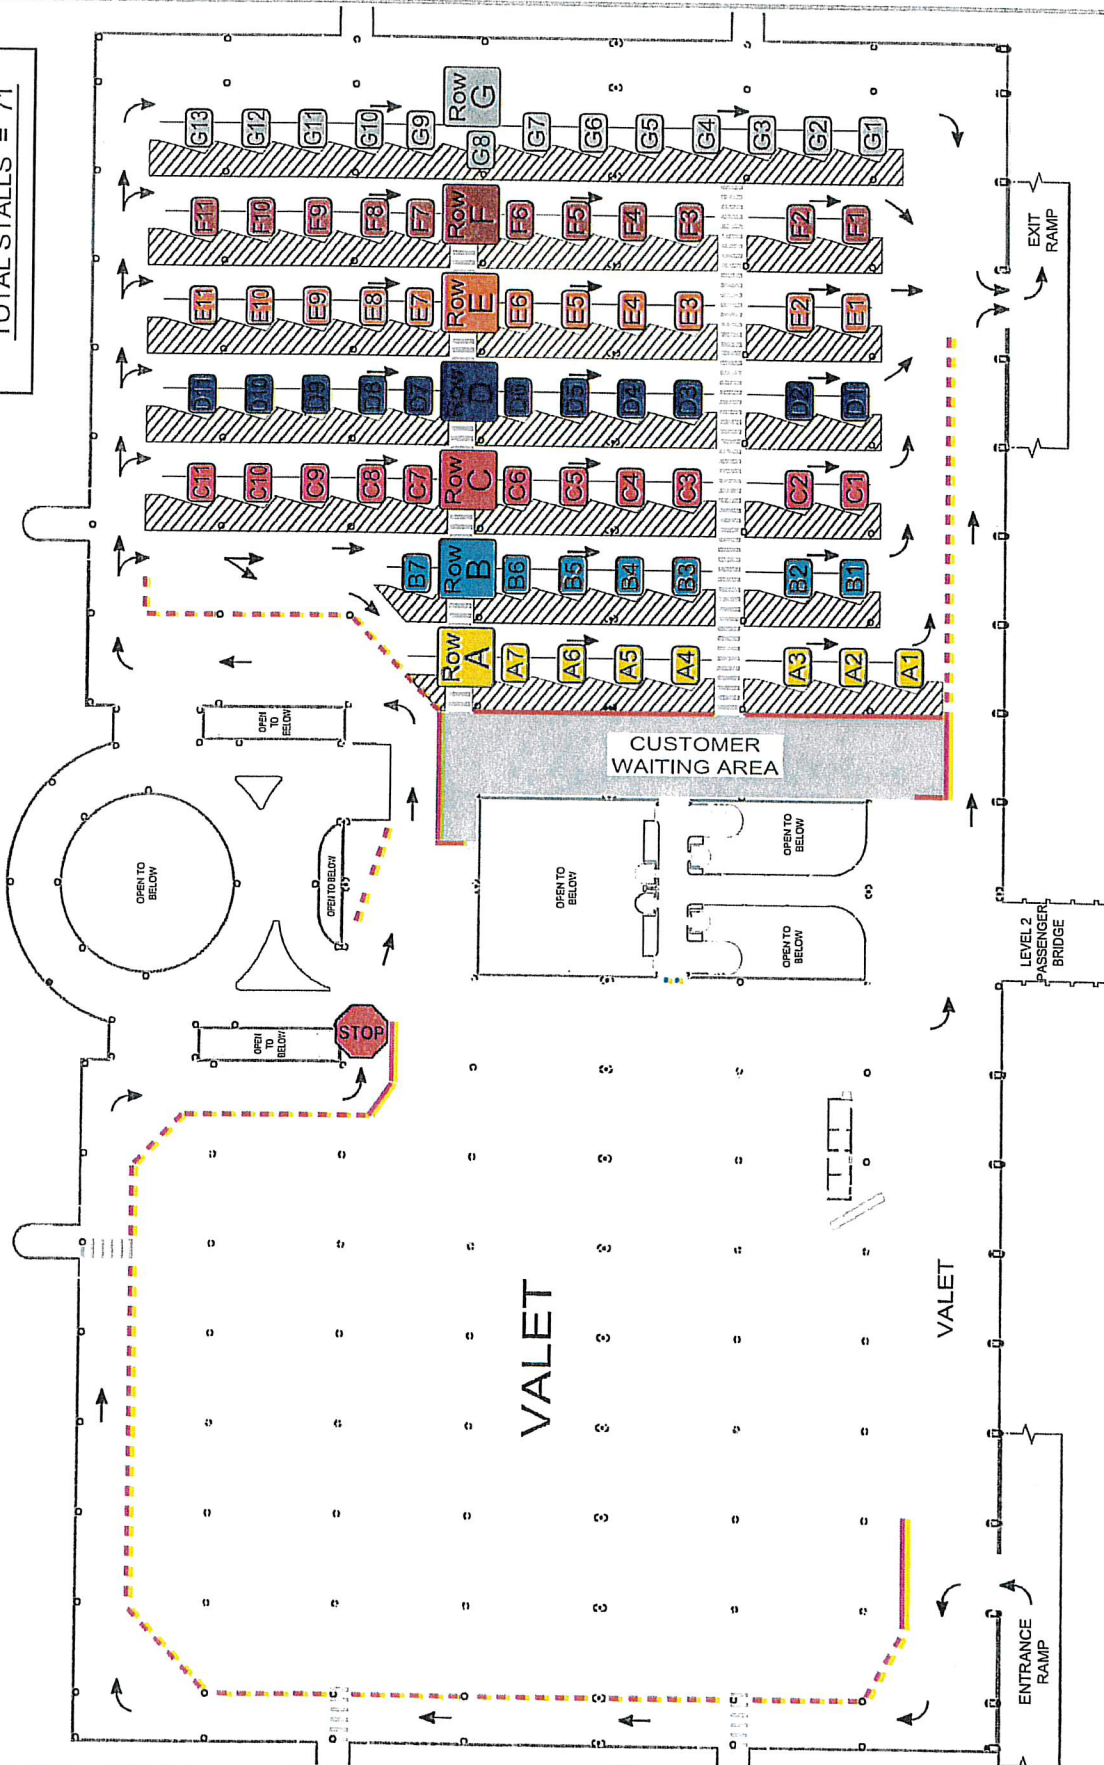 TOTAL STALLS = 71
G13
G12
G11
G10
G9
Row
G
G8
G7
G6
G5
G4
G3
G2
G1
F11
F10
F9
F8
F7
Row
F
F6
F5
F4
F3
F2
F1
E11
E10
E9
E8
E7
Row
E
E6
E5
E4
E3
E2
E1
D11
D10
D9
D8
D7
Row
D
D6
D5
D4
D3
D2
D1
C11
C10
C9
C8
C7
Row
C
C6
C5
C4
C3
C2
C1
B7
Row
B
B6
B5
B4
B3
B2
B1
Row
A
A7
A6
A5
A4
A3
A2
A1
EXIT
RAMP
OPEN
TO
BELOW
CUSTOMER
WAITING AREA
OPEN TO
BELOW
OPEN TO BELOW
OPEN TO
BELOW
OPEN TO
BELOW
OPEN TO
BELOW
LEVEL 2
PASSENGER
BRIDGE
OPEN
TO
BELOW
STOP
VALET
VALET
ENTRANCE
RAMP